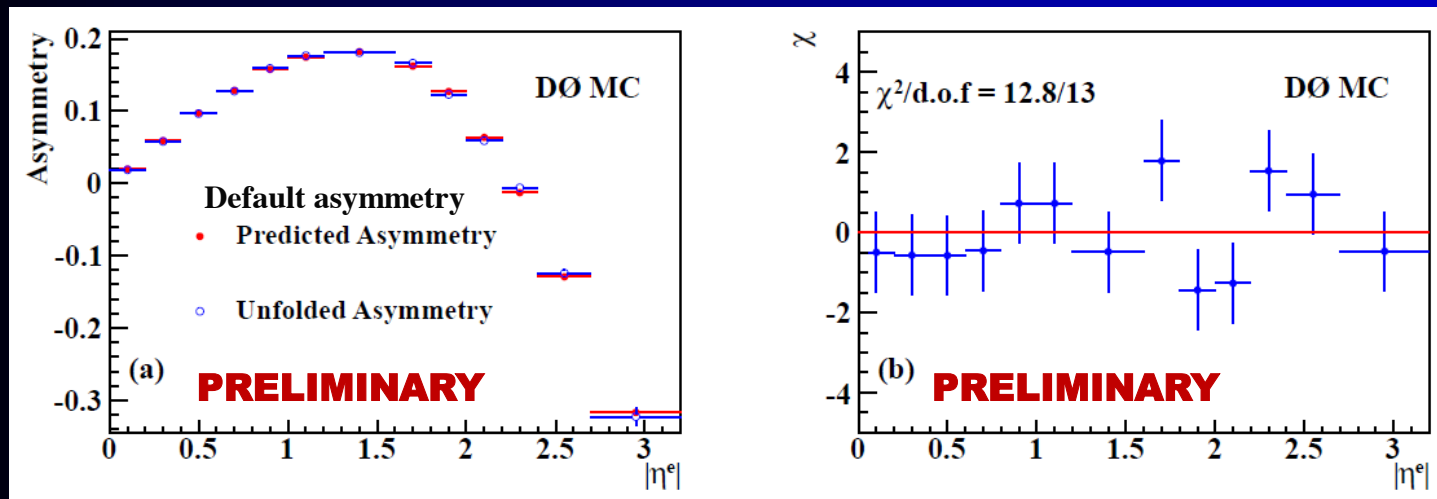 Asymmetry
0.2
0.1
0
-0.1
-0.2
-0.3
DØ MC
Default asymmetry
Predicted Asymmetry
Unfolded Asymmetry
(a)
PRELIMINARY
0 0.5 1 1.5 2 2.5 3
|ηᵉ|
χ
4
2
0
-2
-4
χ²/d.o.f = 12.8/13
DØ MC
(b)
PRELIMINARY
0 0.5 1 1.5 2 2.5 3
|ηᵉ|